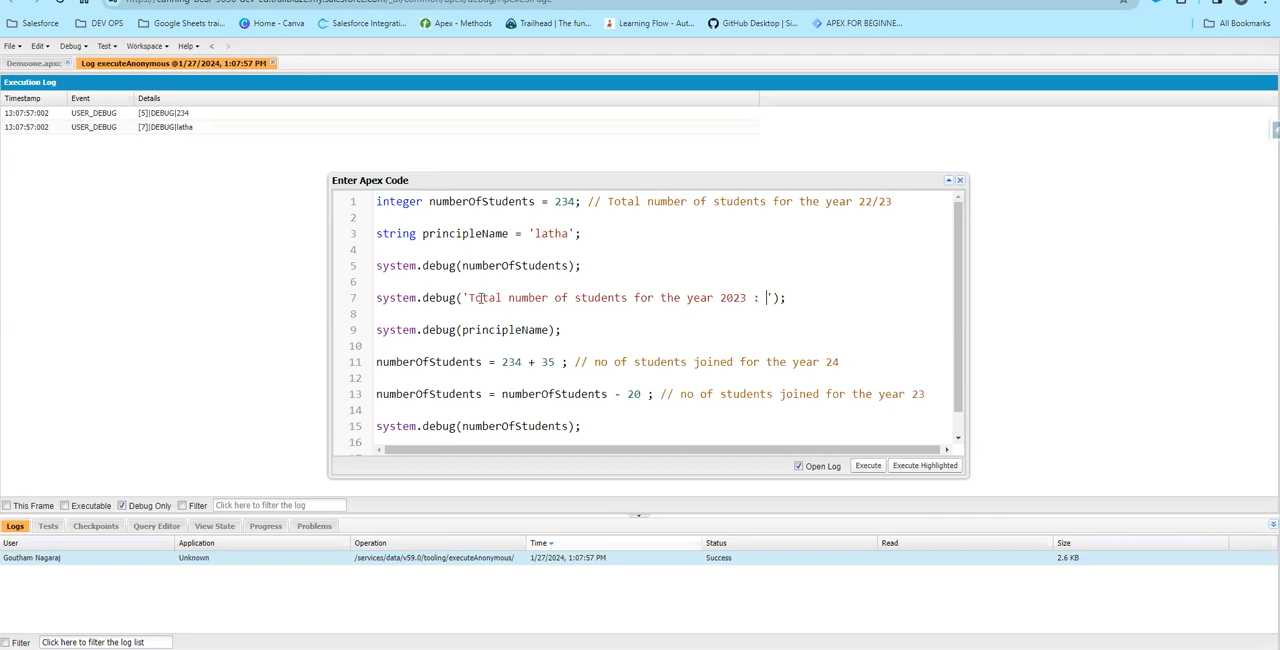 Salesforce
DEV OPS
Google Sheets trai...
Home - Canva
Salesforce Integrati...
Apex - Methods
Trailhead | The fun...
Learning Flow - Aut...
GitHub Desktop | Si...
APEX FOR BEGINNE...
All Bookmarks
File
Edit
Debug
Test
Workspace
Help
<
>
Demoone.apxc
Log executeAnonymous @1/27/2024, 1:07:57 PM
Execution Log
Timestamp Event Details
13:07:57:002 USER_DEBUG [5]|DEBUG|234
13:07:57:002 USER_DEBUG [7]|DEBUG|latha
Enter Apex Code
1 integer numberOfStudents = 234; // Total number of students for the year 22/23
2
3 string principleName = 'latha';
4
5 system.debug(numberOfStudents);
6
7 system.debug('Total number of students for the year 2023 : ');
8
9 system.debug(principleName);
10
11 numberOfStudents = 234 + 35 ; // no of students joined for the year 24
12
13 numberOfStudents = numberOfStudents - 20 ; // no of students joined for the year 23
14
15 system.debug(numberOfStudents);
16
Open Log Execute Execute Highlighted
This Frame Executable Debug Only Filter Click here to filter the log
Logs Tests Checkpoints Query Editor View State Progress Problems
User Application Operation Time Status Read Size
Goutham Nagaraj Unknown /services/data/v59.0/tooling/executeAnonymous/ 1/27/2024, 1:07:57 PM Success 2.6 KB
Filter Click here to filter the log list